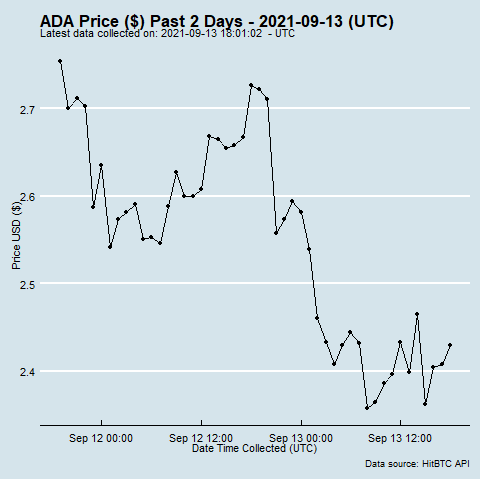 ADA Price ($) Past 2 Days - 2021-09-13 (UTC)
Latest data collected on: 2021-09-13 18:01:02 - UTC
2.7
2.6
2.5
2.4
Price USD ($)
Sep 12 00:00 Sep 12 12:00 Sep 13 00:00 Sep 13 12:00
Date Time Collected (UTC)
Data source: HitBTC API